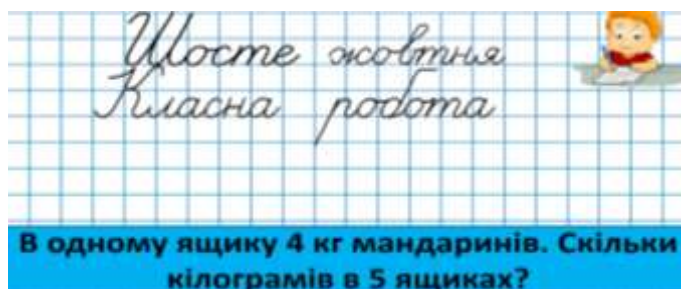 Шосте жовтня
Класна робота
В одному ящику 4 кг мандаринів. Скільки
кілограмів в 5 ящиках?